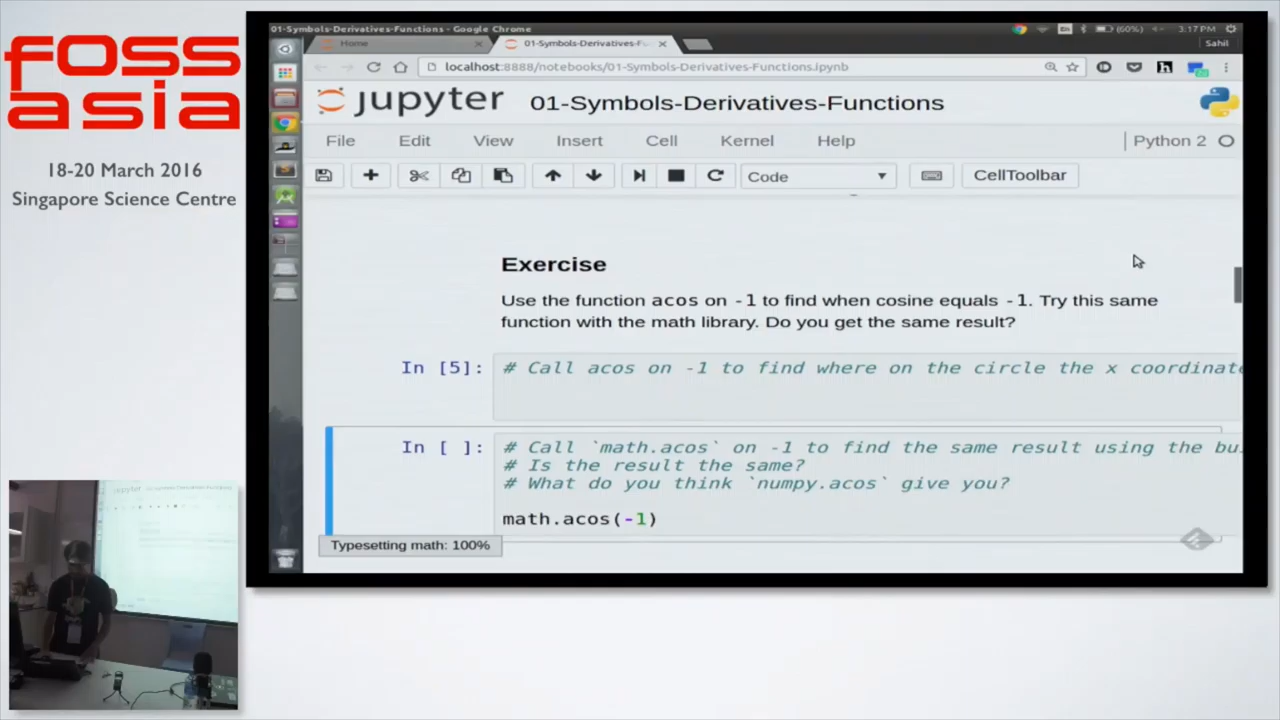 FOSS
asia
18-20 March 2016
Singapore Science Centre
01-Symbols-Derivatives-Functions - Google Chrome
(60%)
3:17 PM
Home
01-Symbols-Derivatives-F
Sahil
localhost:8888/notebooks/01-Symbols-Derivatives-Functions.ipynb
jupyter
01-Symbols-Derivatives-Functions
File Edit View Insert Cell Kernel Help
Python 2
Code
CellToolbar
Exercise
Use the function acos on -1 to find when cosine equals -1. Try this same
function with the math library. Do you get the same result?
In [5]:
# Call acos on -1 to find where on the circle the x coordinate
In [ ]:
# Call `math.acos` on -1 to find the same result using the bu
# Is the result the same?
# What do you think `numpy.acos` give you?
math.acos(-1)
Typesetting math: 100%